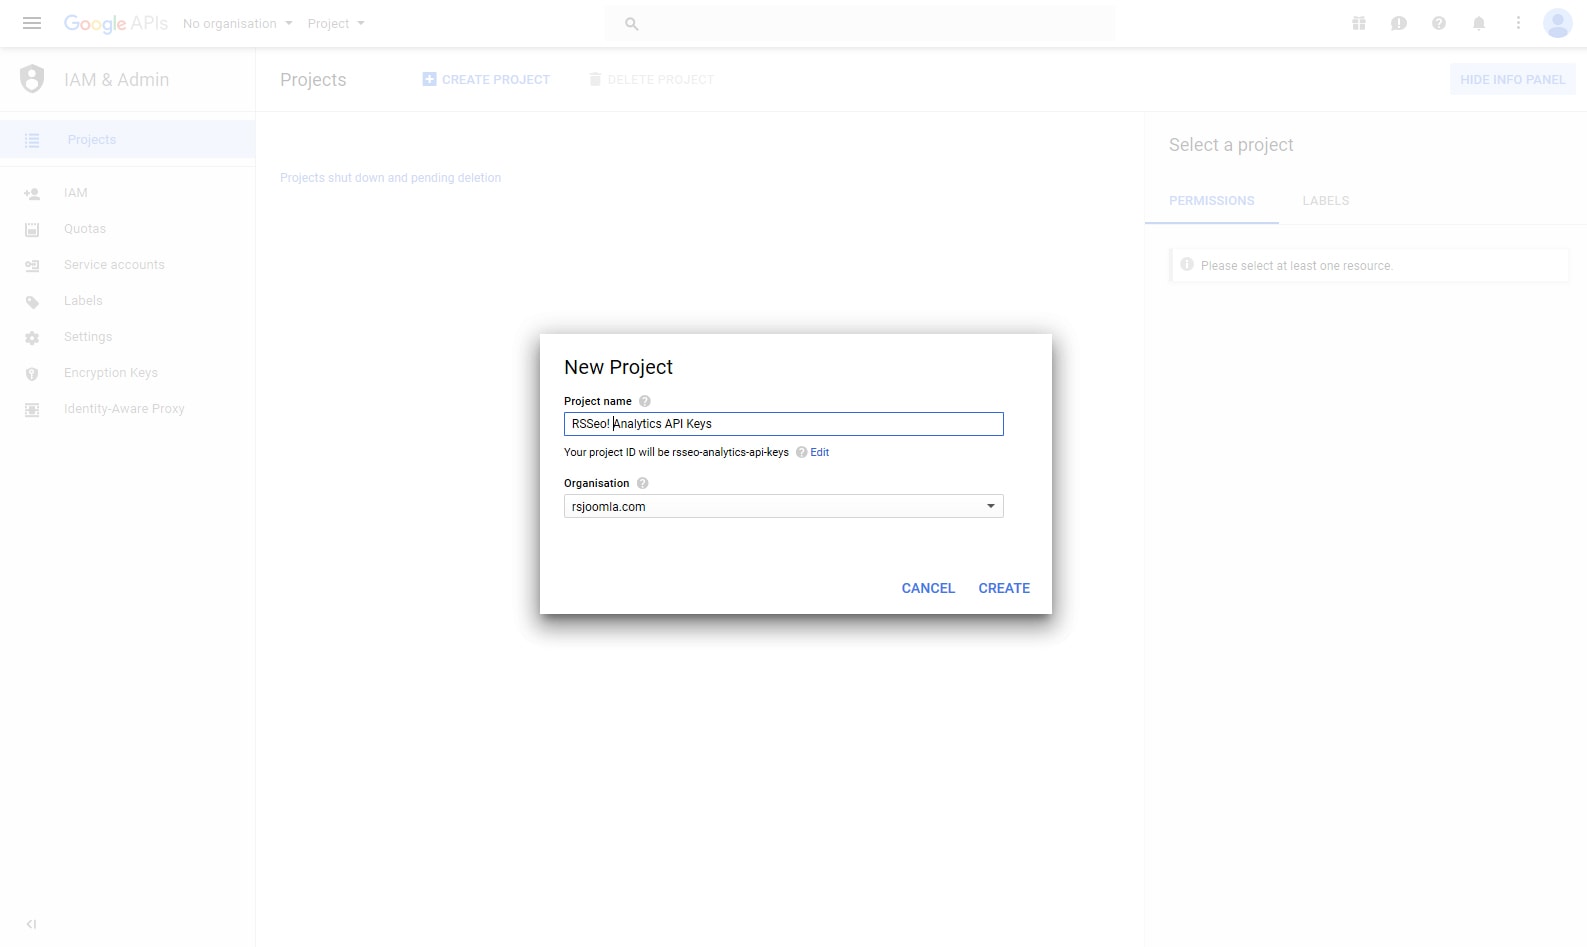 Google APIs No organisation Project
IAM & Admin
Projects CREATE PROJECT DELETE PROJECT HIDE INFO PANEL
Projects
IAM
Quotas
Service accounts
Labels
Settings
Encryption Keys
Identity-Aware Proxy
Projects shut down and pending deletion
Select a project
PERMISSIONS LABELS
Please select at least one resource.
New Project
Project name
RSSeo! Analytics API Keys
Your project ID will be rsseo-analytics-api-keys Edit
Organisation
rsjoomla.com
CANCEL CREATE